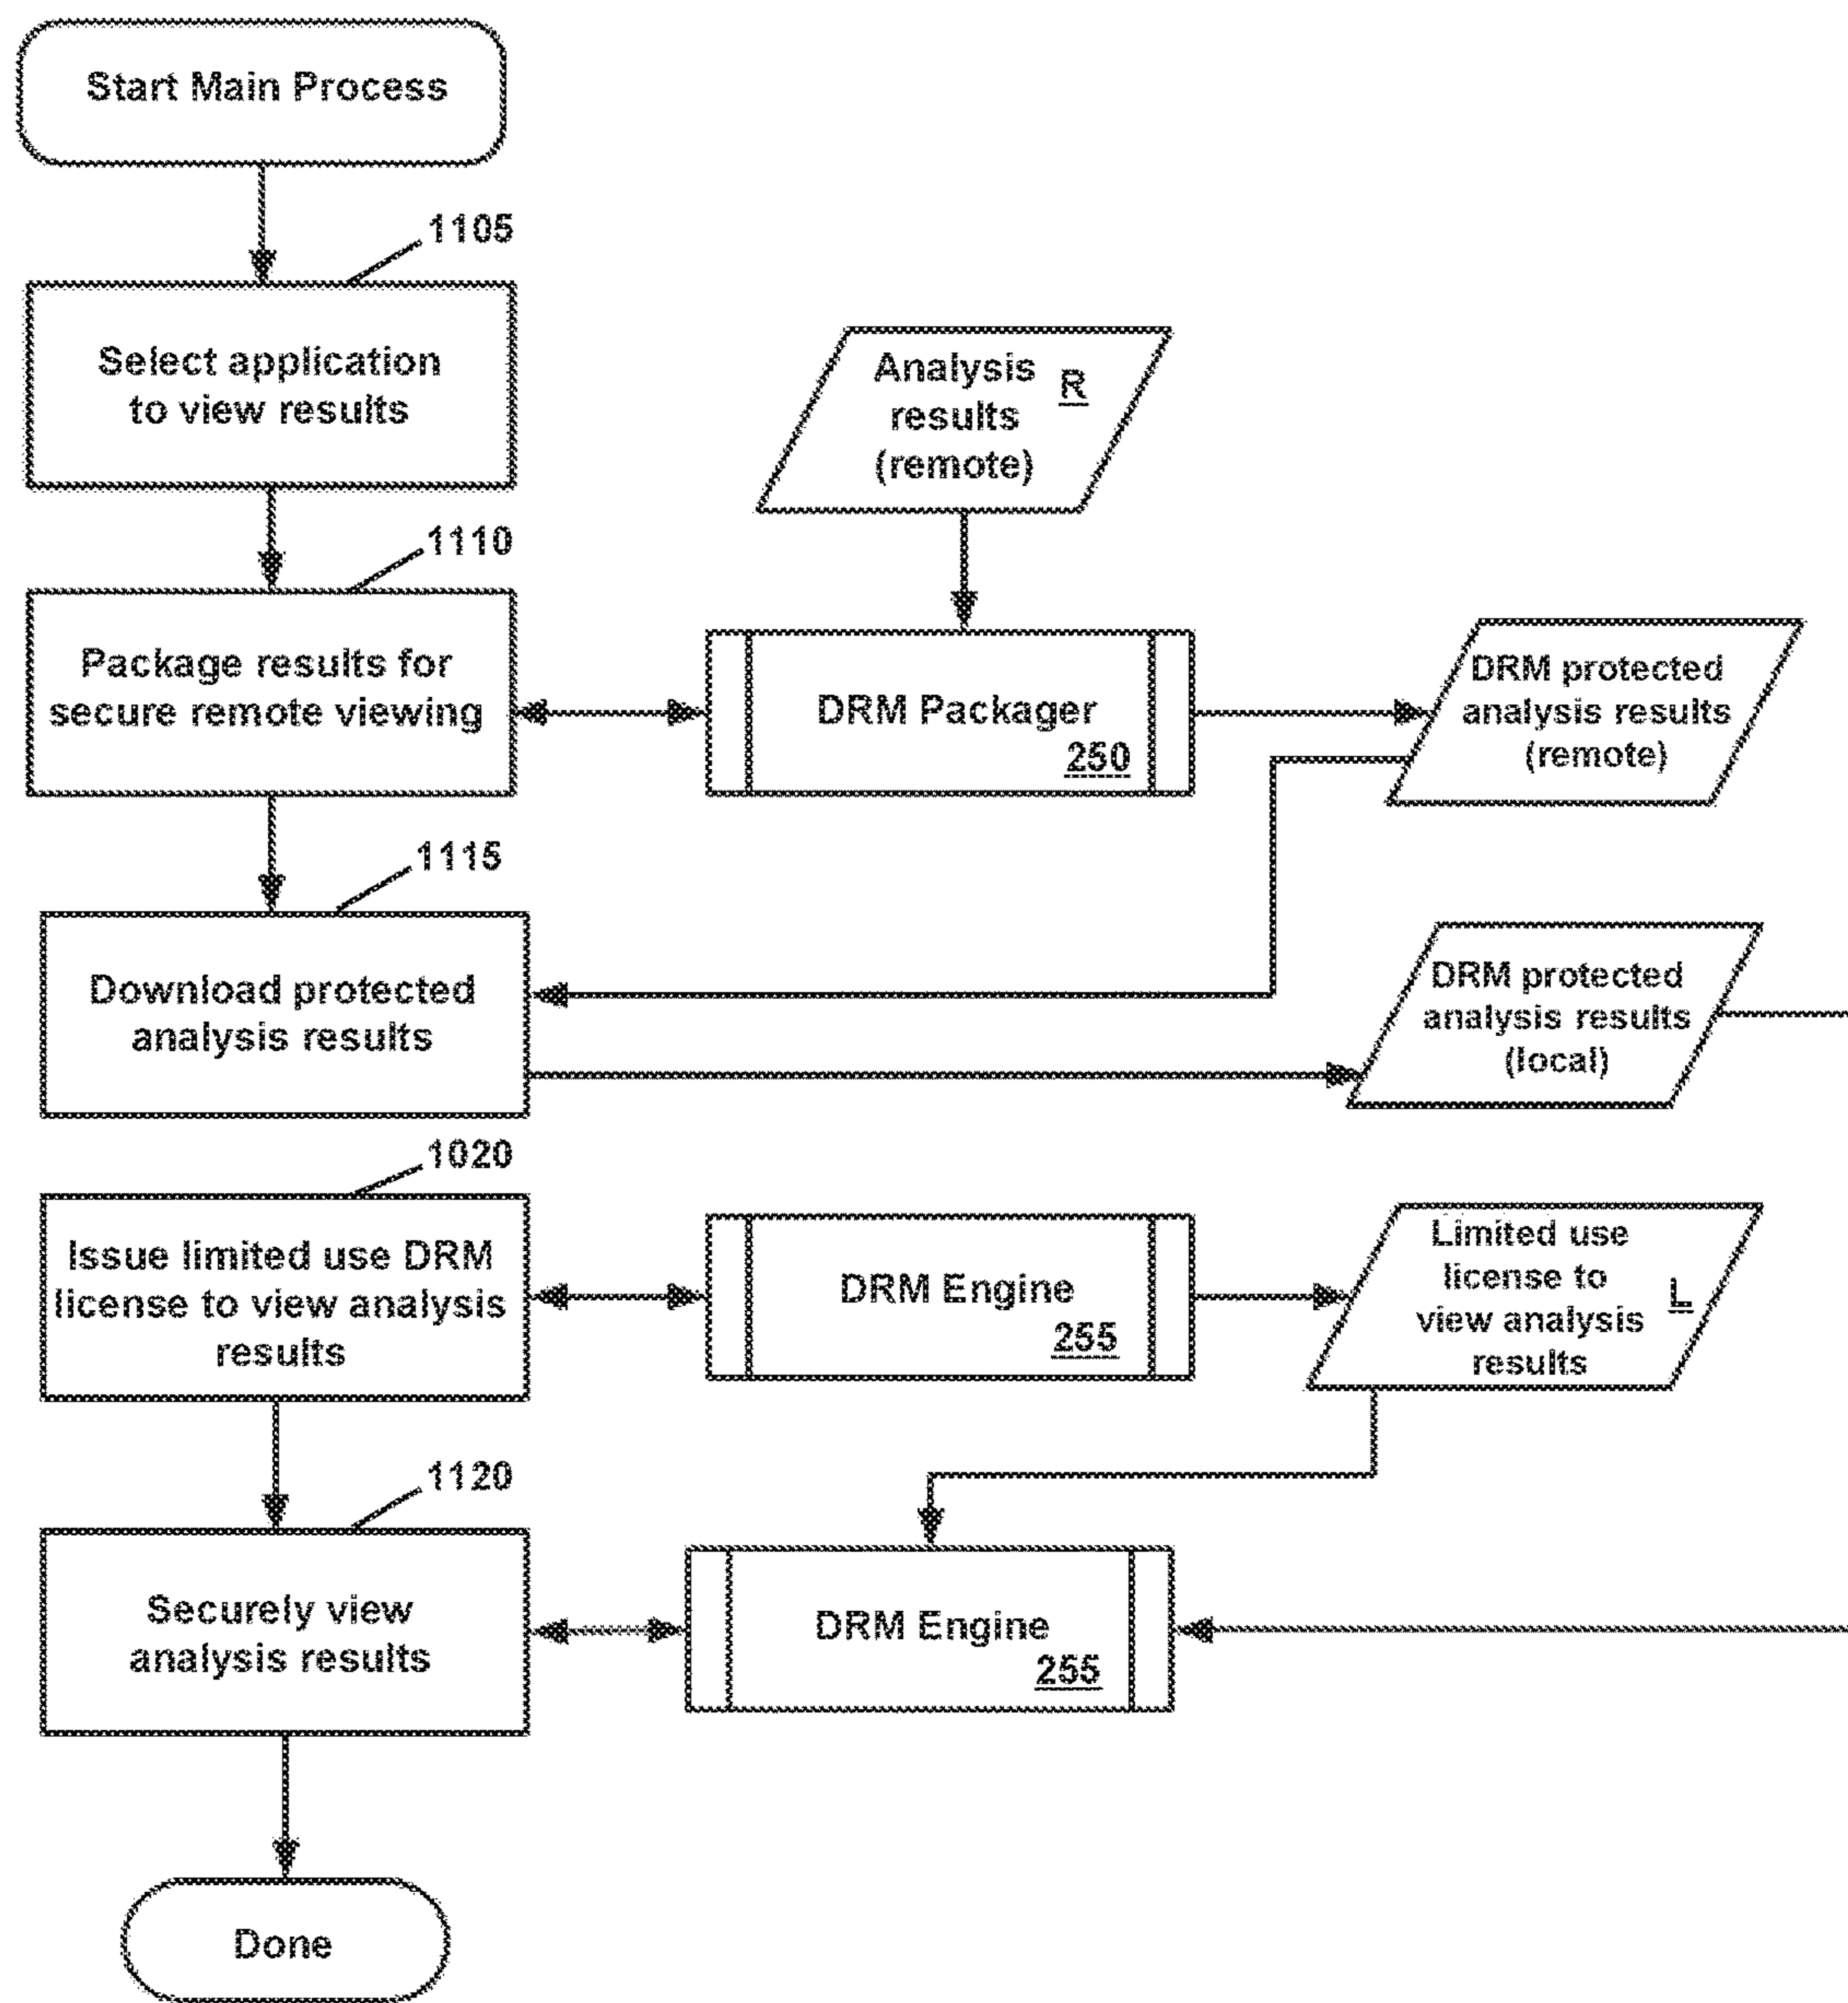 Start Main Process
1105
Select application
to view results
Analysis
results
(remote)
R
1110
Package results for
secure remote viewing
DRM Packager
250
DRM protected
analysis results
(remote)
1115
Download protected
analysis results
DRM protected
analysis results
(local)
1020
Issue limited use DRM
license to view analysis
results
DRM Engine
255
Limited use
license to
view analysis
results
L
1120
Securely view
analysis results
DRM Engine
255
Done